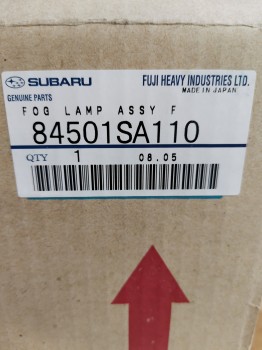 SUBARU FUJI HEAVY INDUSTRIES LTD.
GENUINE PARTS MADE IN JAPAN
FOG LAMP ASSY F
84501SA110
QTY 1 08.05